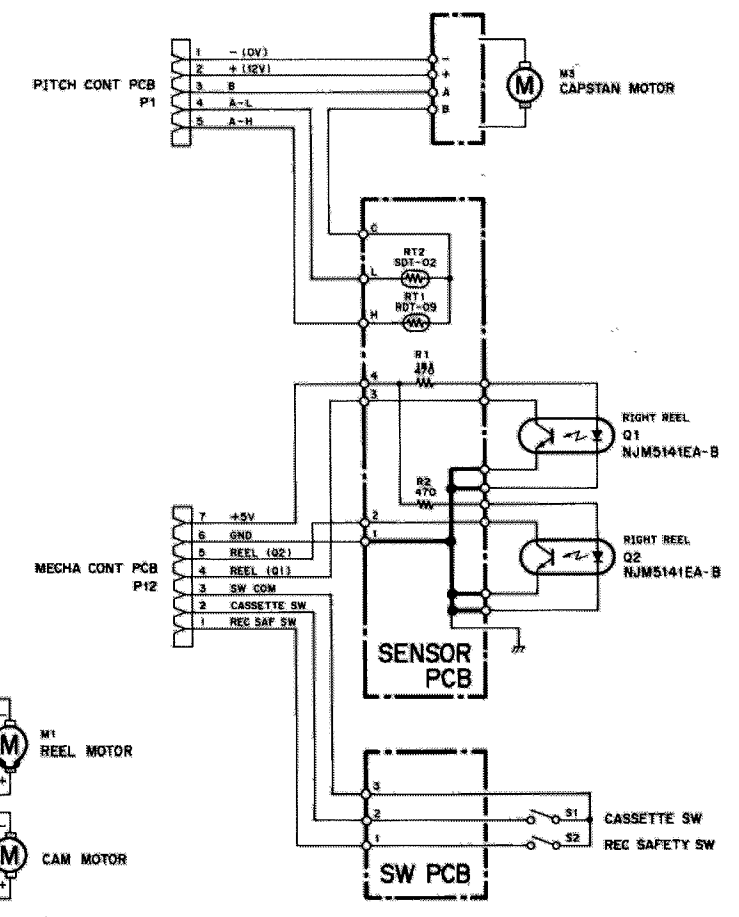 PITCH CONT PCB
P1
1 - (0V)
2 + (12V)
3 B
4 A-L
5 A-H
-
+
A
B
M
M3
CAPSTAN MOTOR
C
RT2
SDT-02
L
RT1
RDT-09
H
R1
470
4
3
RIGHT REEL
Q1
NJM5141EA-B
R2
470
2
1
RIGHT REEL
Q2
NJM5141EA-B
MECHA CONT PCB
P12
7 +5V
6 GND
5 REEL (Q2)
4 REEL (Q1)
3 SW COM
2 CASSETTE SW
1 REC SAF SW
SENSOR
PCB
-
M
+
M1
REEL MOTOR
-
M
+
CAM MOTOR
3
2
1
S1
CASSETTE SW
S2
REC SAFETY SW
SW PCB